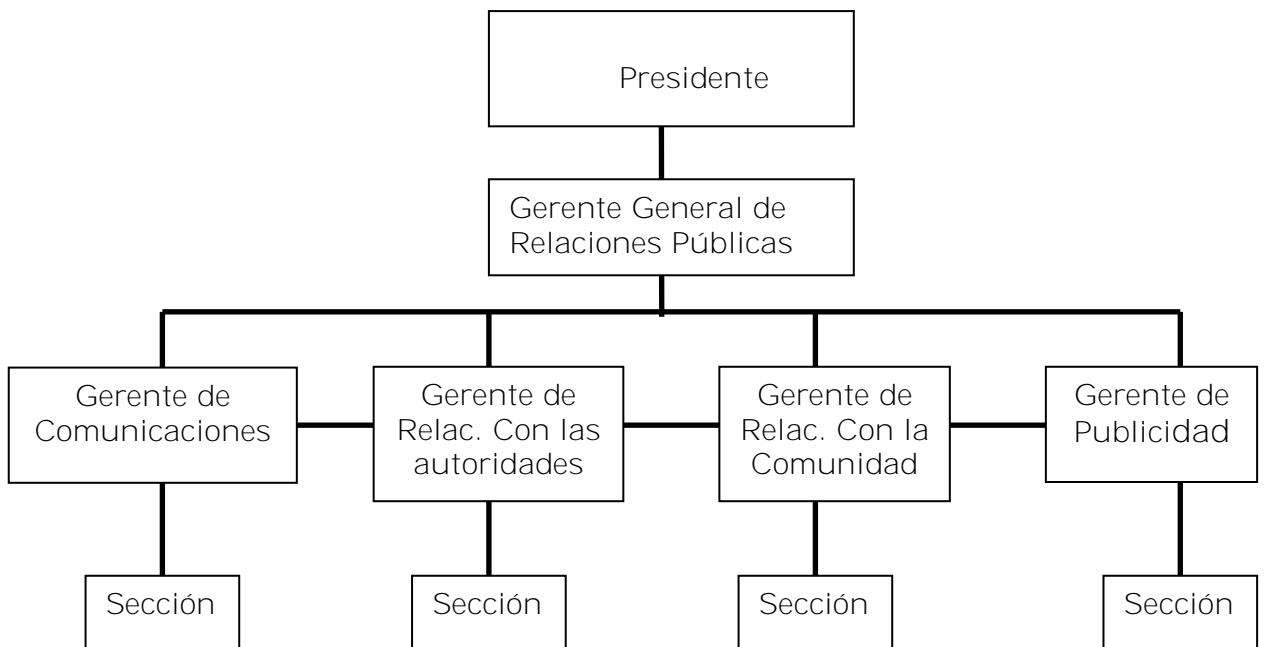 Presidente
Gerente General de
Relaciones Públicas
Gerente de
Comunicaciones
Gerente de
Relac. Con las
autoridades
Gerente de
Relac. Con la
Comunidad
Gerente de
Publicidad
Sección
Sección
Sección
Sección